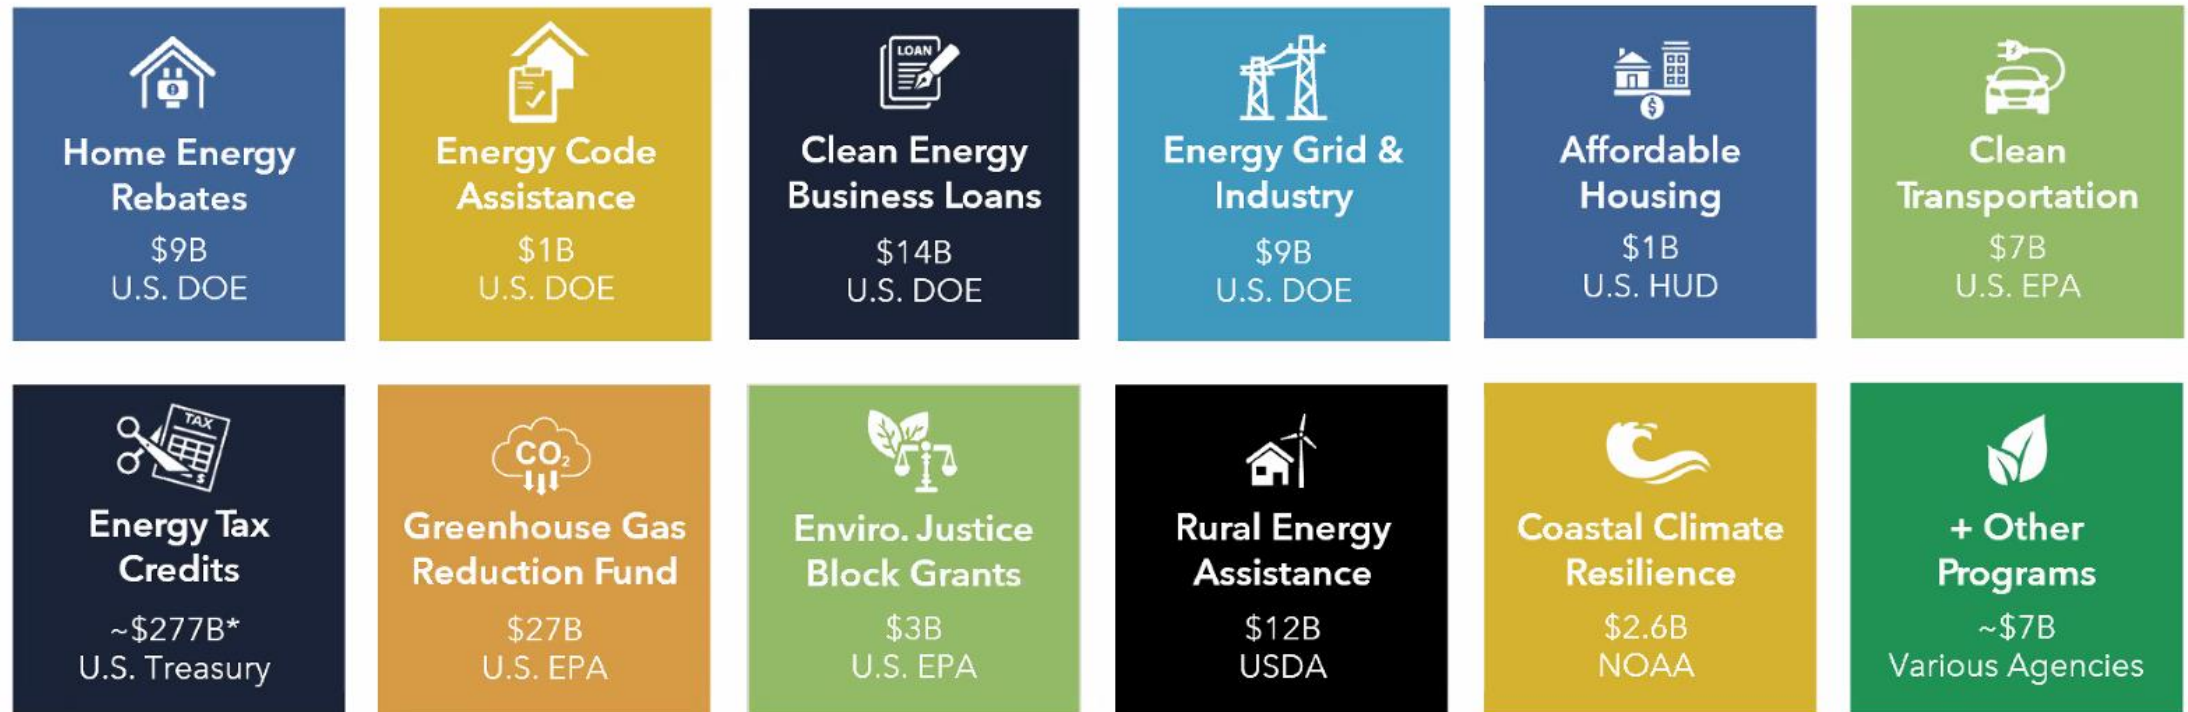 Home Energy
Rebates
$9B
U.S. DOE
Energy Code
Assistance
$1B
U.S. DOE
LOAN
Clean Energy
Business Loans
$14B
U.S. DOE
Energy Grid &
Industry
$9B
U.S. DOE
$
Affordable
Housing
$1B
U.S. HUD
Clean
Transportation
$7B
U.S. EPA
TAX
$
Energy Tax
Credits
~$277B*
U.S. Treasury
CO₂
Greenhouse Gas
Reduction Fund
$27B
U.S. EPA
Enviro. Justice
Block Grants
$3B
U.S. EPA
Rural Energy
Assistance
$12B
USDA
Coastal Climate
Resilience
$2.6B
NOAA
+ Other
Programs
~$7B
Various Agencies